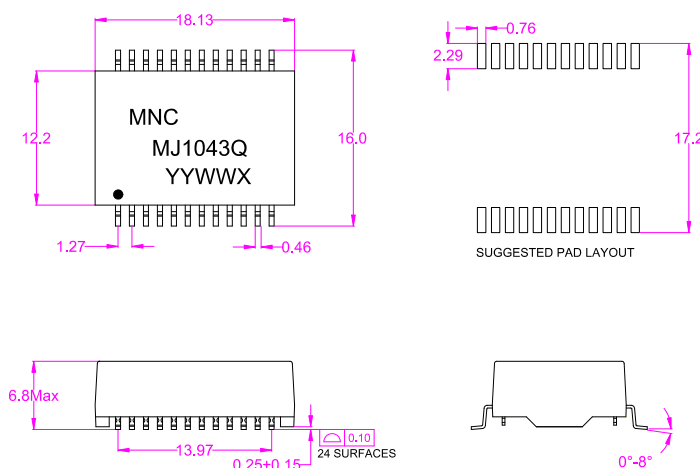 18.13
0.76
2.29
12.2
MNC
MJ1043Q
YYWWX
16.0
17.2
1.27
0.46
SUGGESTED PAD LAYOUT
6.8Max
13.97
0.25±0.15
0.10
24 SURFACES
0°-8°